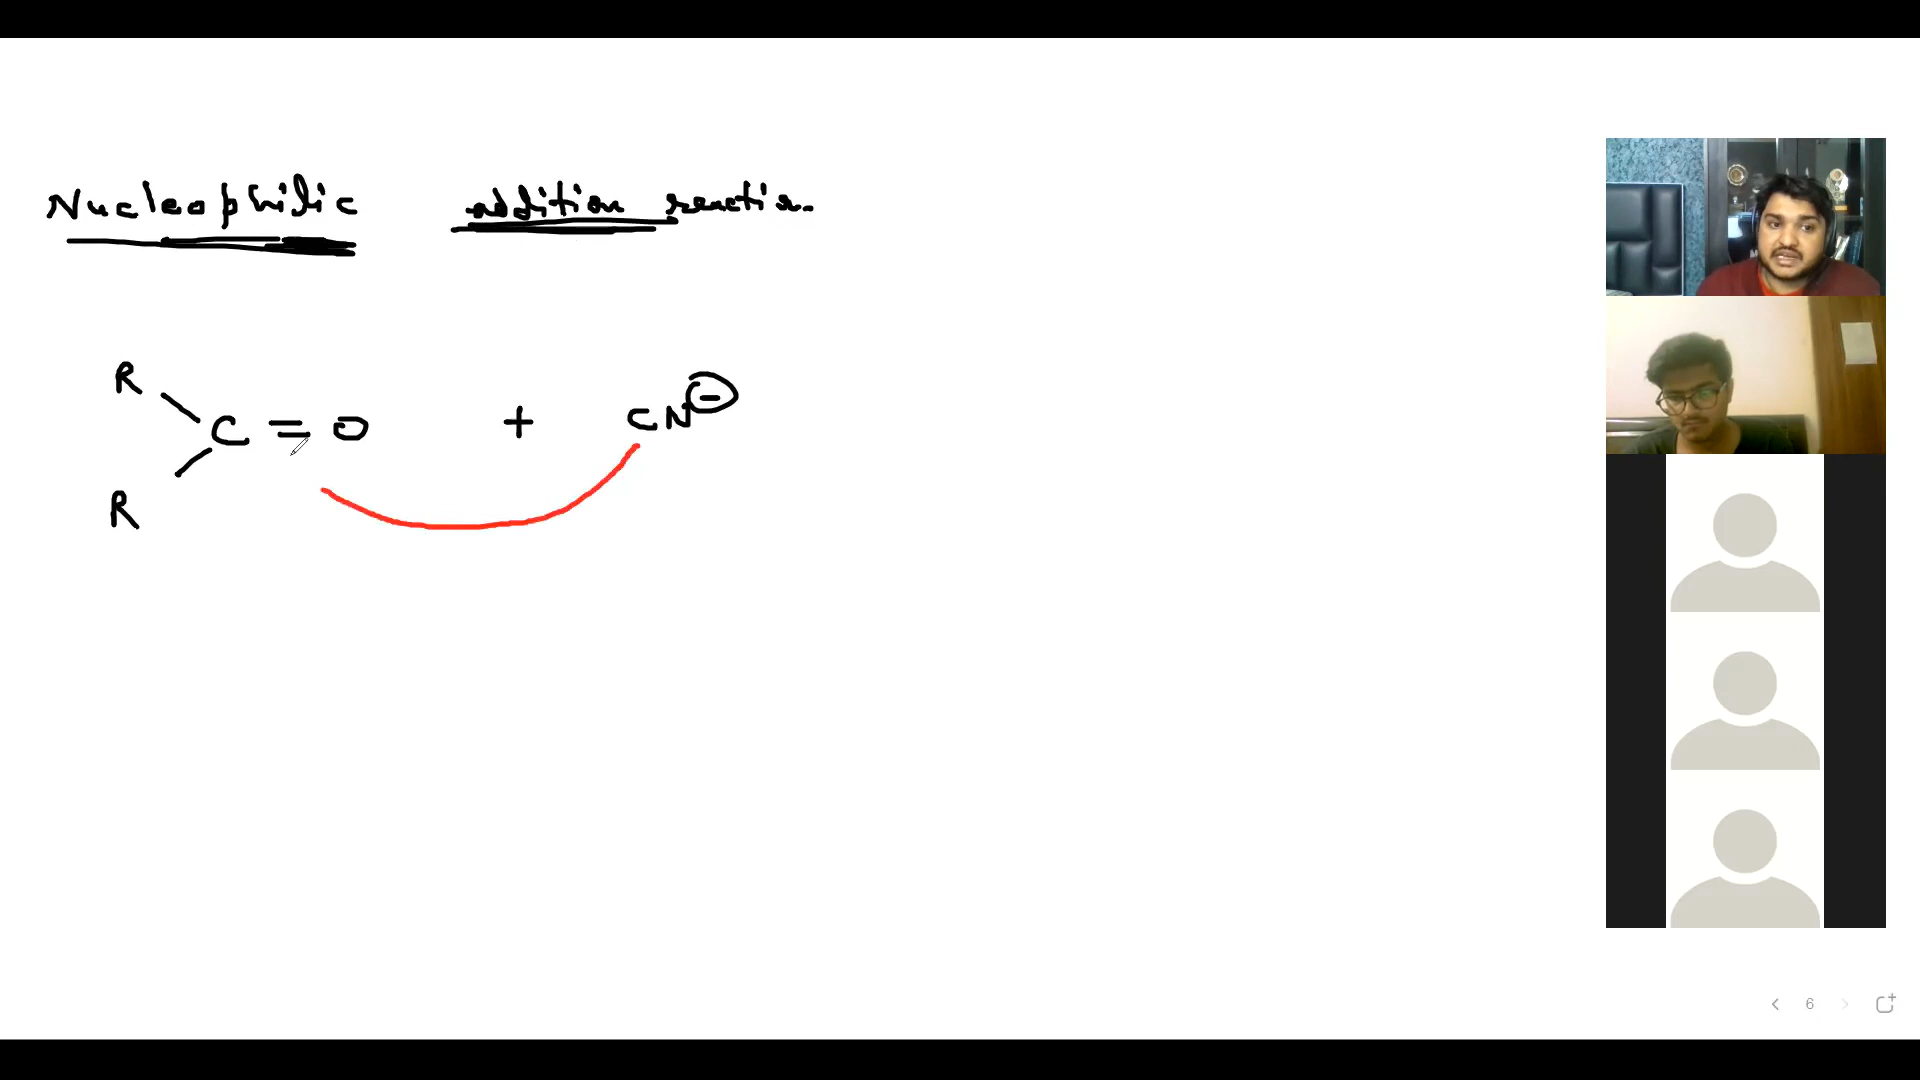 Nucleophilic addition reaction.
R
C = O + CN⊖
R
6